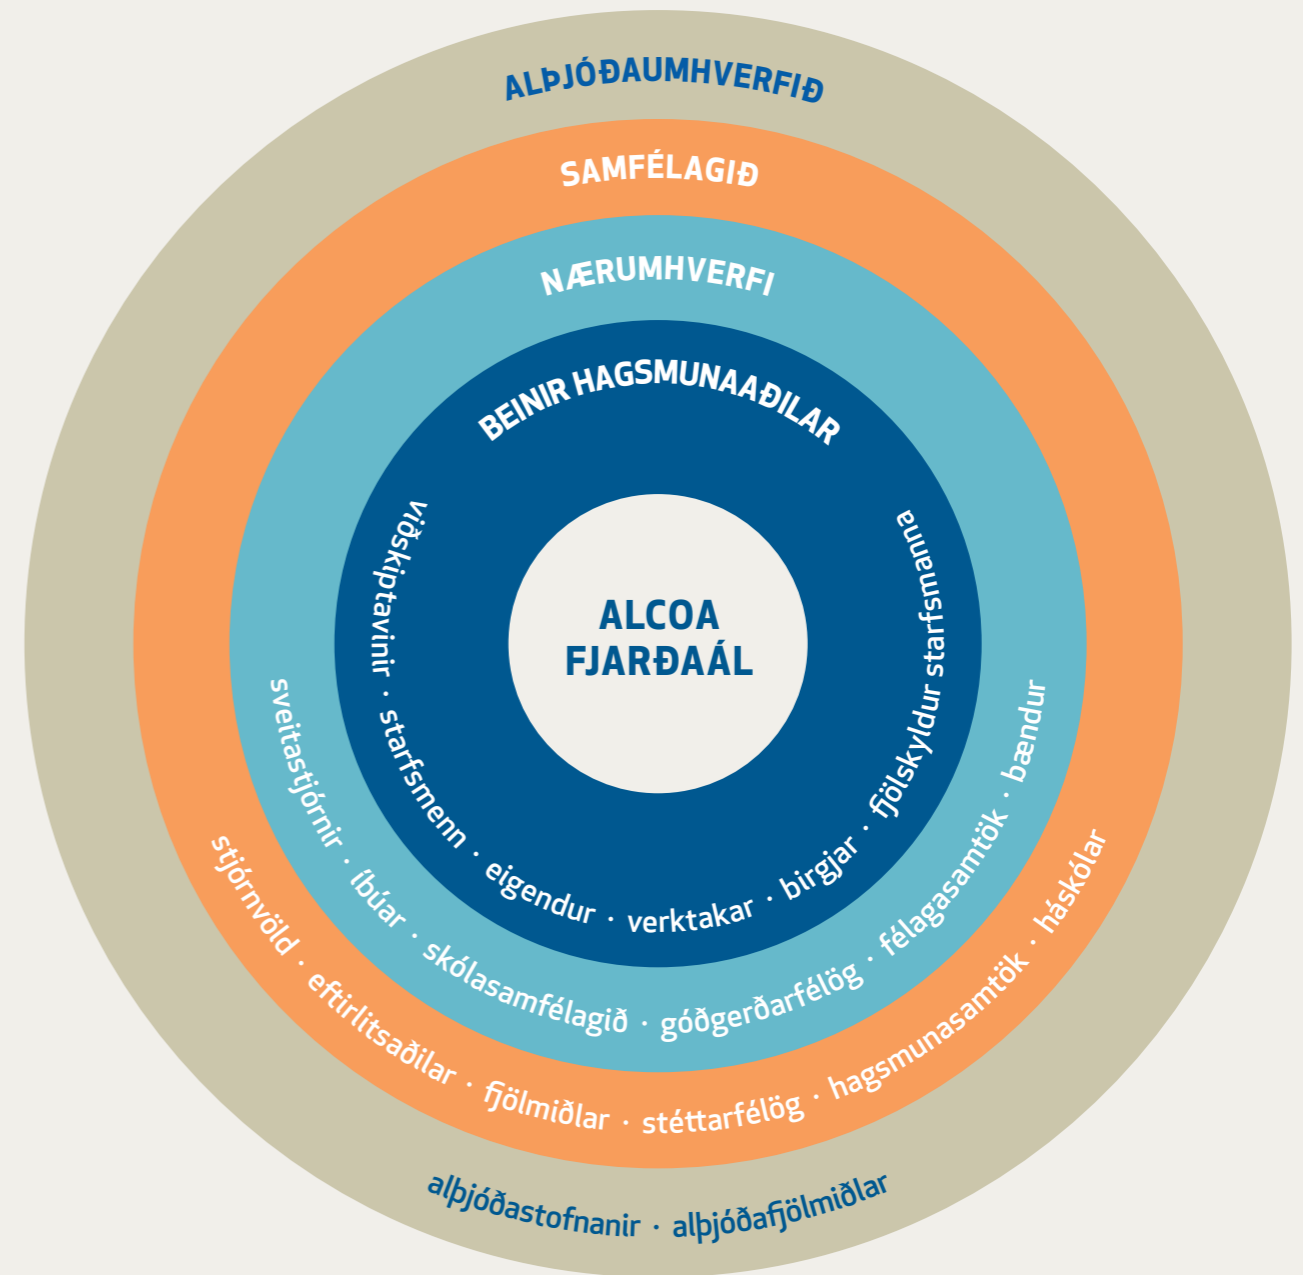 ALÞJÓÐAUMHVERFIÐ
SAMFÉLAGIÐ
NÆRUMHVERFI
BEINIR HAGSMUNAAÐILAR
ALCOA
FJARÐAÁL
viðskiptavinir · starfsmenn · eigendur · verktakar · birgjar · fjölskyldur starfsmanna
sveitastjórnir · íbúar · skólasamfélagið · góðgerðarfélög · félagasamtök · bændur
stjórnvöld · eftirlitsaðilar · fjölmiðlar · stéttarfélög · hagsmunasamtök · háskólar
alþjóðastofnanir · alþjóðafjölmiðlar